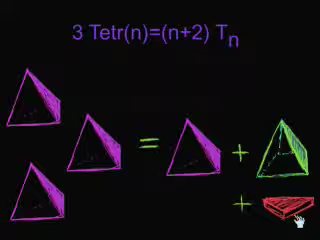 3 Tetr(n)=(n+2) Tn
=
+
+